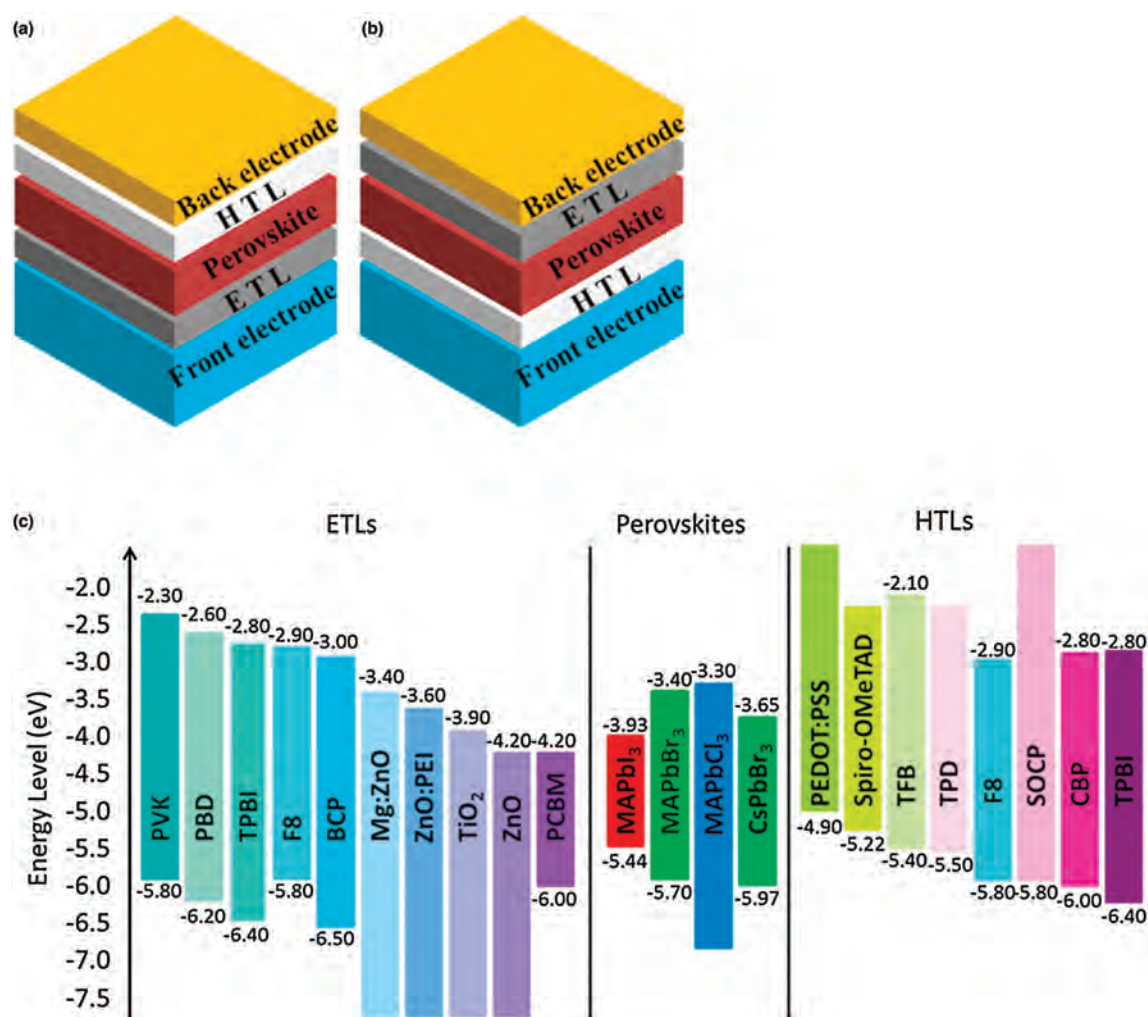 (a)
Back electrode
H T L
Perovskite
E T L
Front electrode
(b)
Back electrode
E T L
Perovskite
H T L
Front electrode
(c)
ETLs
Perovskites
HTLs
Energy Level (eV)
-2.0
-2.5
-3.0
-3.5
-4.0
-4.5
-5.0
-5.5
-6.0
-6.5
-7.0
-7.5
-2.30
PVK
-5.80
-2.60
PBD
-6.20
-2.80
TPBI
-6.40
-2.90
F8
-5.80
-3.00
BCP
-6.50
-3.40
Mg:ZnO
-3.60
ZnO:PEI
-3.90
TiO₂
-4.20
ZnO
-4.20
PCBM
-6.00
-3.93
MAPbI₃
-5.44
-3.40
MAPbBr₃
-5.70
-3.30
MAPbCl₃
-3.65
CsPbBr₃
-5.97
PEDOT:PSS
-4.90
Spiro-OMeTAD
-5.22
-2.10
TFB
-5.40
TPD
-5.50
-2.90
F8
-5.80
SOCP
-5.80
-2.80
CBP
-6.00
-2.80
TPBI
-6.40